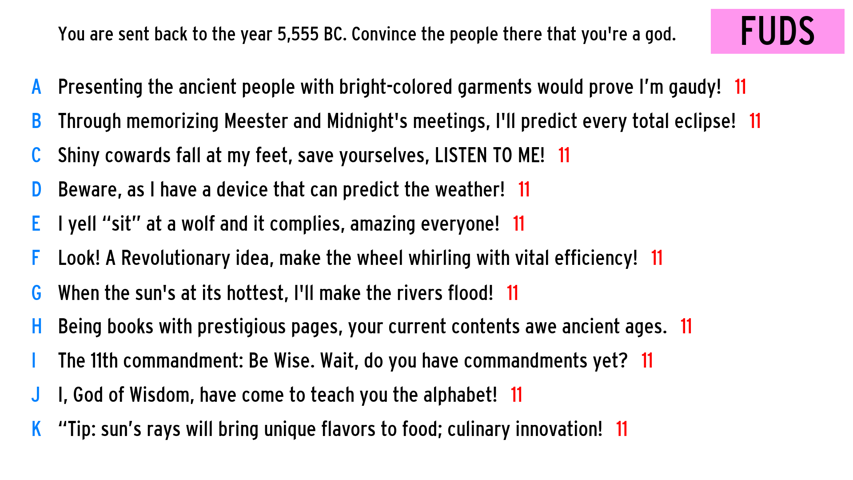 You are sent back to the year 5,555 BC. Convince the people there that you're a god.
FUDS
A Presenting the ancient people with bright-colored garments would prove I'm gaudy! 11
B Through memorizing Meester and Midnight's meetings, I'll predict every total eclipse! 11
C Shiny cowards fall at my feet, save yourselves, LISTEN TO ME! 11
D Beware, as I have a device that can predict the weather! 11
E I yell “sit” at a wolf and it complies, amazing everyone! 11
F Look! A Revolutionary idea, make the wheel whirling with vital efficiency! 11
G When the sun's at its hottest, I'll make the rivers flood! 11
H Being books with prestigious pages, your current contents awe ancient ages. 11
I The 11th commandment: Be Wise. Wait, do you have commandments yet? 11
J I, God of Wisdom, have come to teach you the alphabet! 11
K “Tip: sun’s rays will bring unique flavors to food; culinary innovation! 11